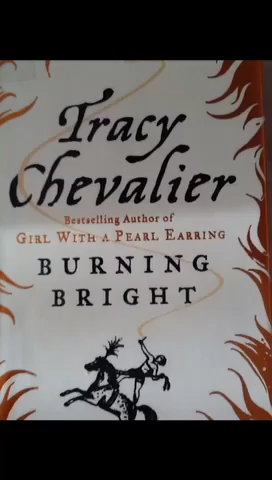 Tracy
Chevalier
Bestselling Author of
GIRL WITH A PEARL EARRING
BURNING
BRIGHT